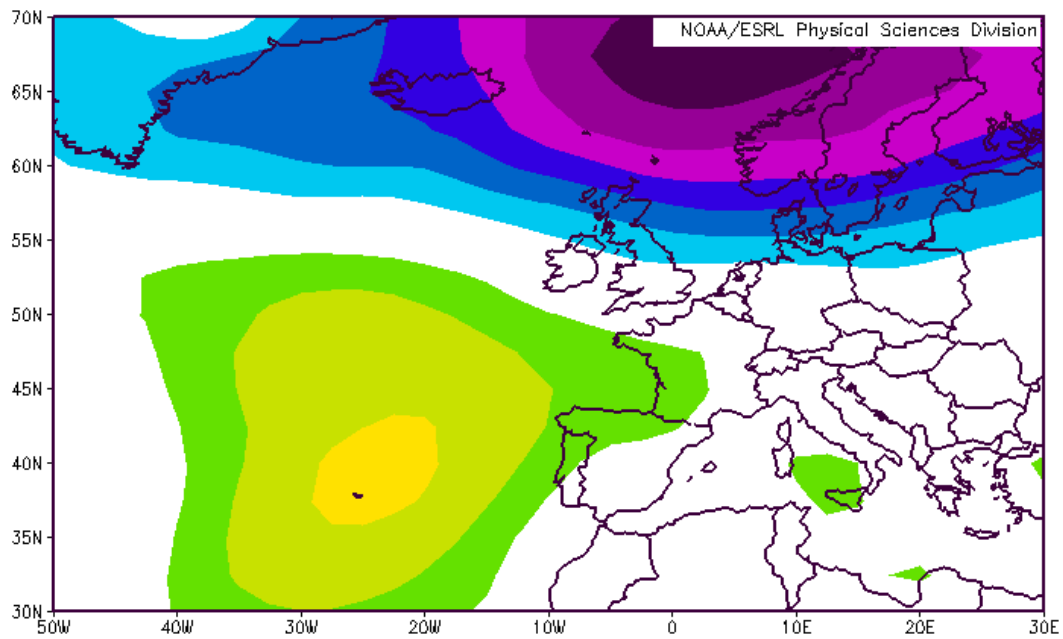 70N
NOAA/ESRL Physical Sciences Division
65N
60N
55N
50N
45N
40N
35N
30N
50W 40W 30W 20W 10W 0 10E 20E 30E